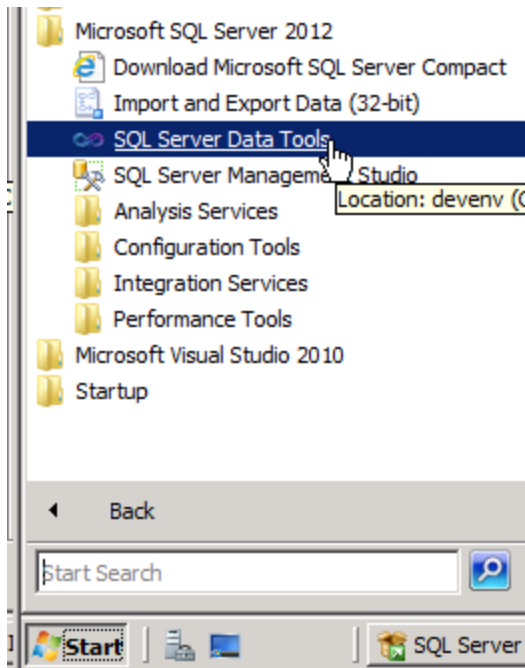 Microsoft SQL Server 2012
Download Microsoft SQL Server Compact
Import and Export Data (32-bit)
SQL Server Data Tools
SQL Server Management Studio
Location: devenv (
Analysis Services
Configuration Tools
Integration Services
Performance Tools
Microsoft Visual Studio 2010
Startup
Back
Start Search
Start
SQL Server